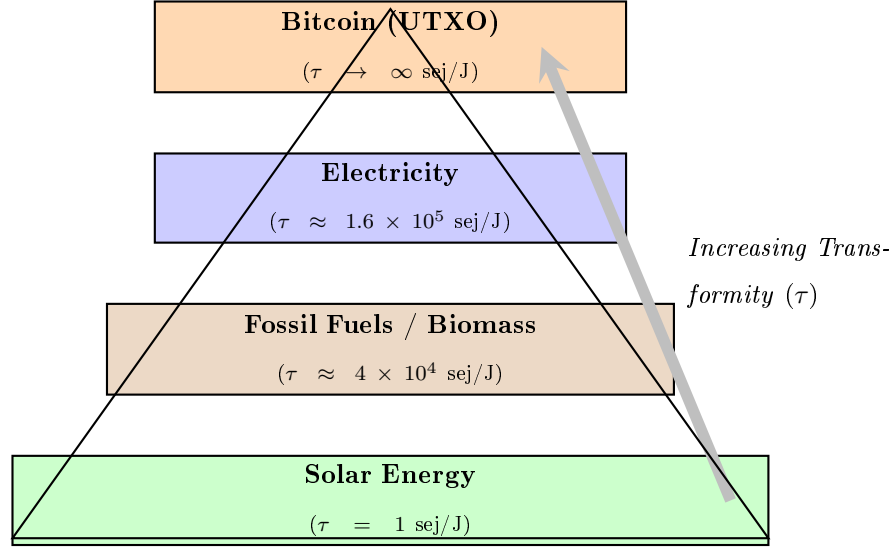 Bitcoin (UTXO)
(τ → ∞ sej/J)
Electricity
(τ ≈ 1.6 × 10⁵ sej/J)
Increasing Trans-
formity (τ)
Fossil Fuels / Biomass
(τ ≈ 4 × 10⁴ sej/J)
Solar Energy
(τ = 1 sej/J)